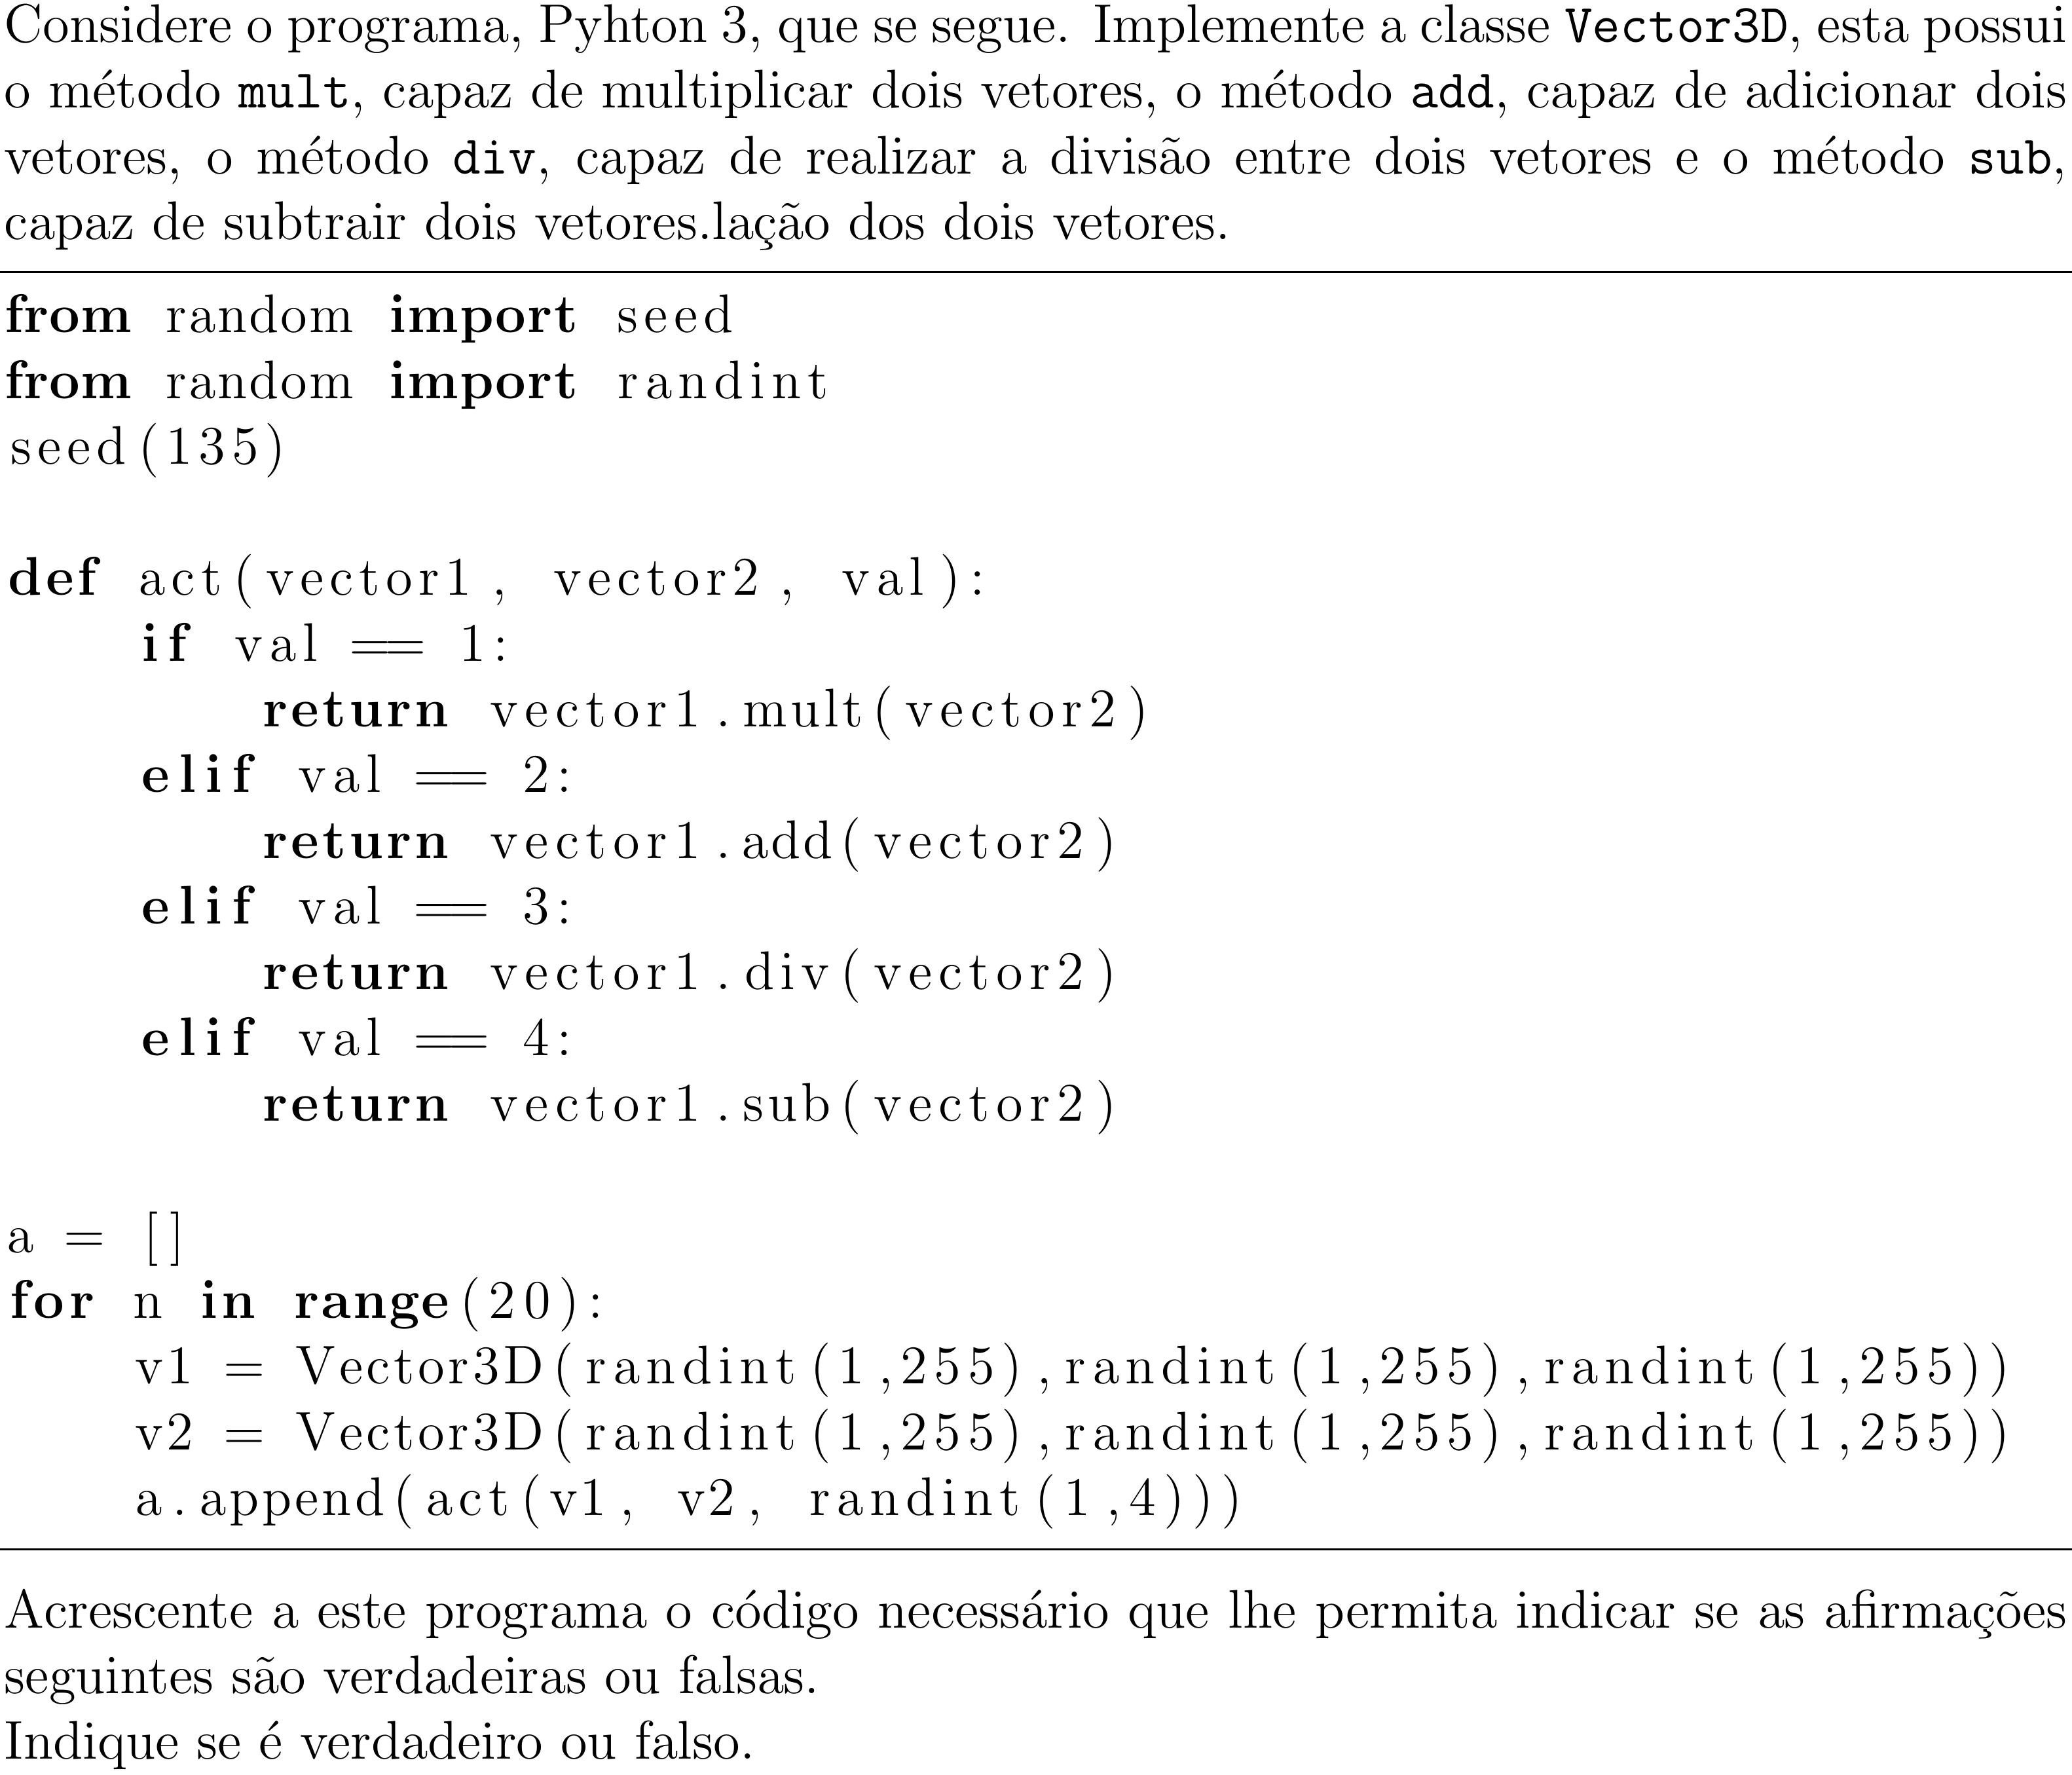 Considere o programa, Pyhton 3, que se segue. Implemente a classe Vector3D, esta possui
o método mult, capaz de multiplicar dois vetores, o método add, capaz de adicionar dois
vetores, o método div, capaz de realizar a divisão entre dois vetores e o método sub,
capaz de subtrair dois vetores.lação dos dois vetores.
from random import seed
from random import randint
seed(135)
def act(vector1, vector2, val):
if val == 1:
return vector1.mult(vector2)
elif val == 2:
return vector1.add(vector2)
elif val == 3:
return vector1.div(vector2)
elif val == 4:
return vector1.sub(vector2)
a = []
for n in range(20):
v1 = Vector3D(randint(1,255),randint(1,255),randint(1,255))
v2 = Vector3D(randint(1,255),randint(1,255),randint(1,255))
a.append(act(v1, v2, randint(1,4)))
Acrescente a este programa o código necessário que lhe permita indicar se as afirmações
seguintes são verdadeiras ou falsas.
Indique se é verdadeiro ou falso.